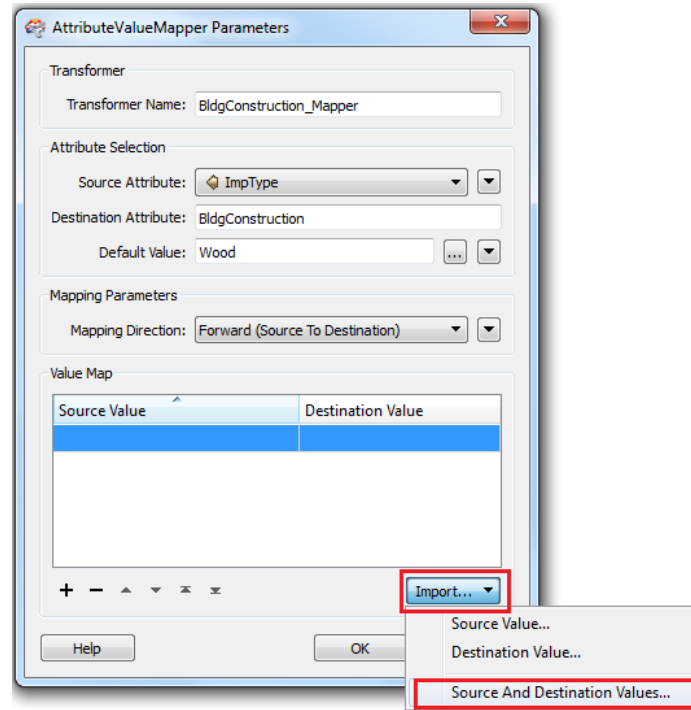 AttributeValueMapper Parameters
Transformer
Transformer Name: BldgConstruction_Mapper
Attribute Selection
Source Attribute: ImpType
Destination Attribute: BldgConstruction
Default Value: Wood ...
Mapping Parameters
Mapping Direction: Forward (Source To Destination)
Value Map
Source Value Destination Value
Import...
Source Value...
Help OK
Destination Value...
Source And Destination Values...